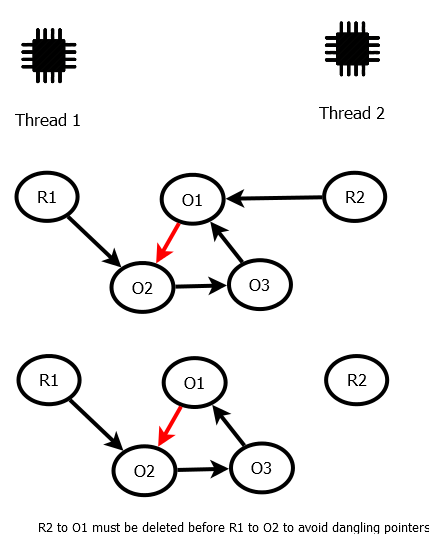 Thread 1
Thread 2
R1
O1
R2
O2
O3
R1
O1
R2
O2
O3
R2 to O1 must be deleted before R1 to O2 to avoid dangling pointers